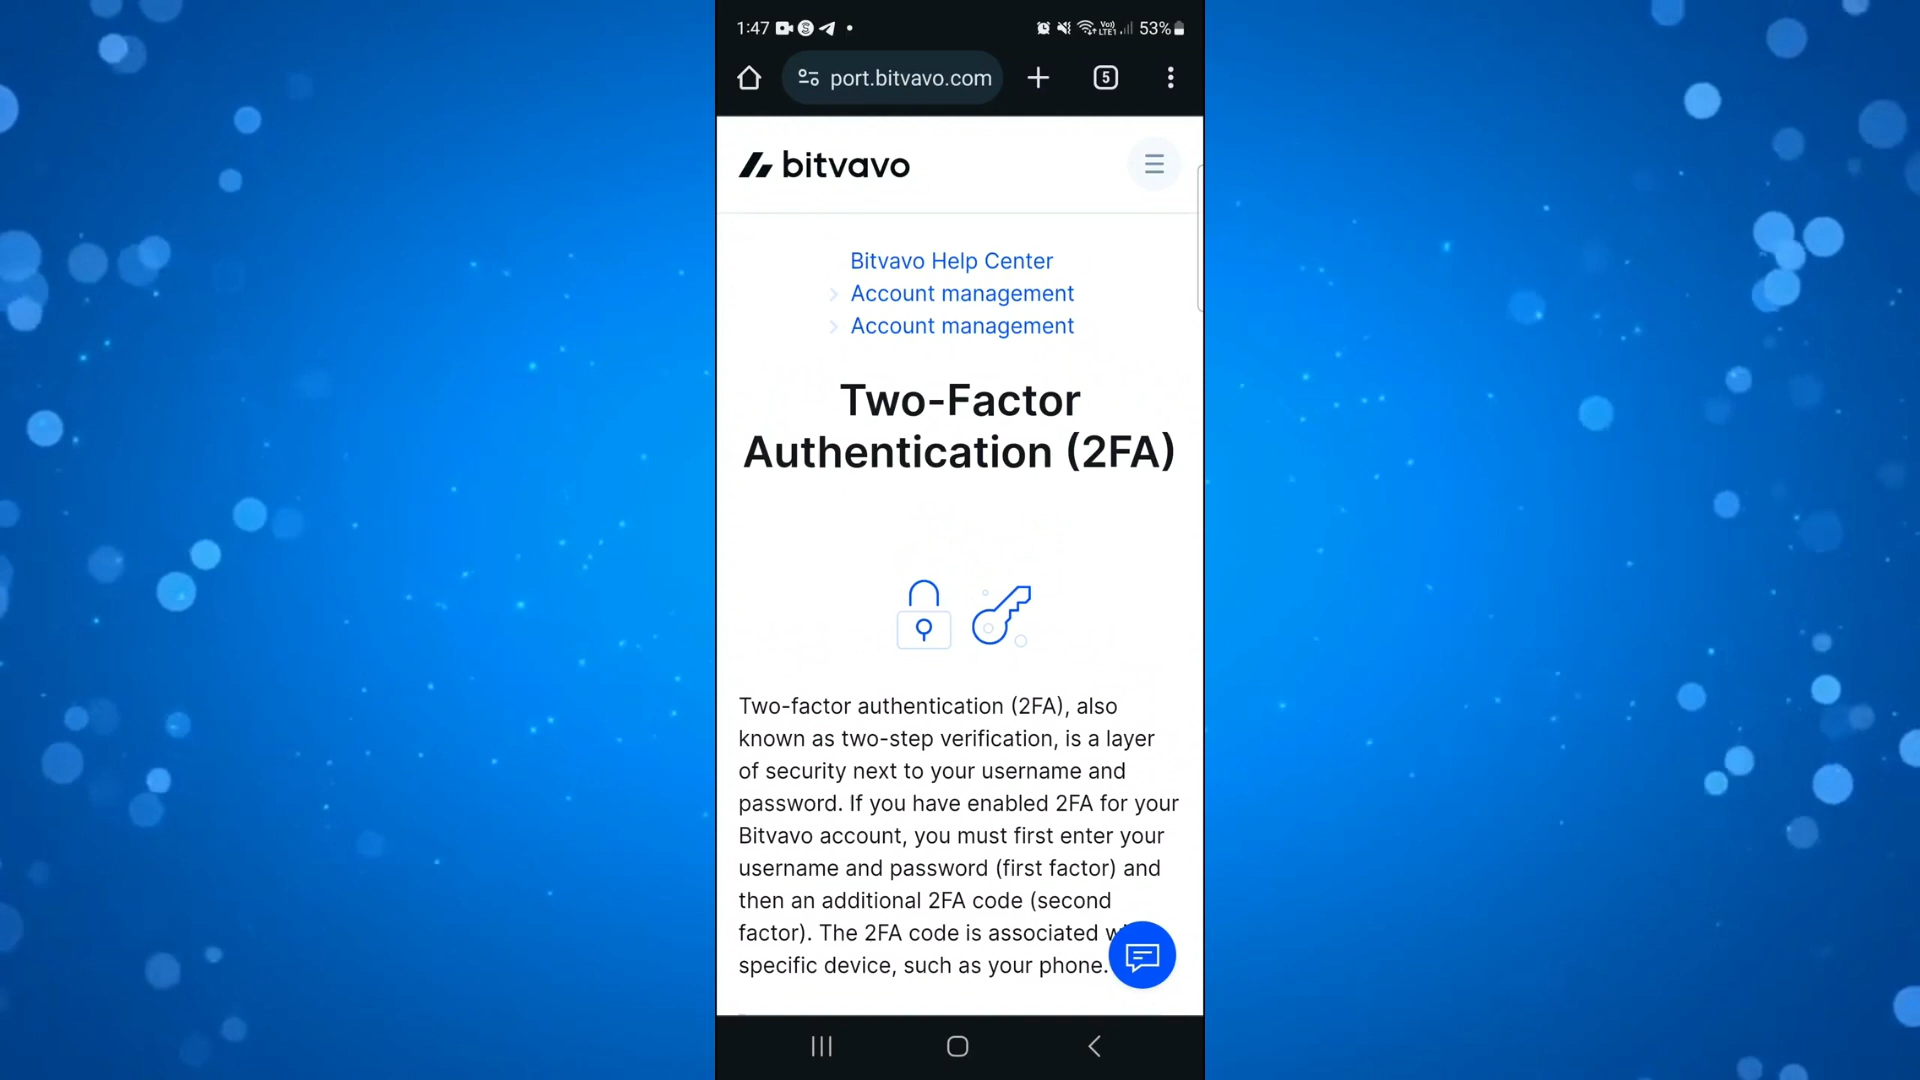 1:47
Vo)
LTE1
53%
port.bitvavo.com
5
bitvavo
Bitvavo Help Center
Account management
Account management
Two-Factor
Authentication (2FA)
Two-factor authentication (2FA), also
known as two-step verification, is a layer
of security next to your username and
password. If you have enabled 2FA for your
Bitvavo account, you must first enter your
username and password (first factor) and
then an additional 2FA code (second
factor). The 2FA code is associated
specific device, such as your phone.